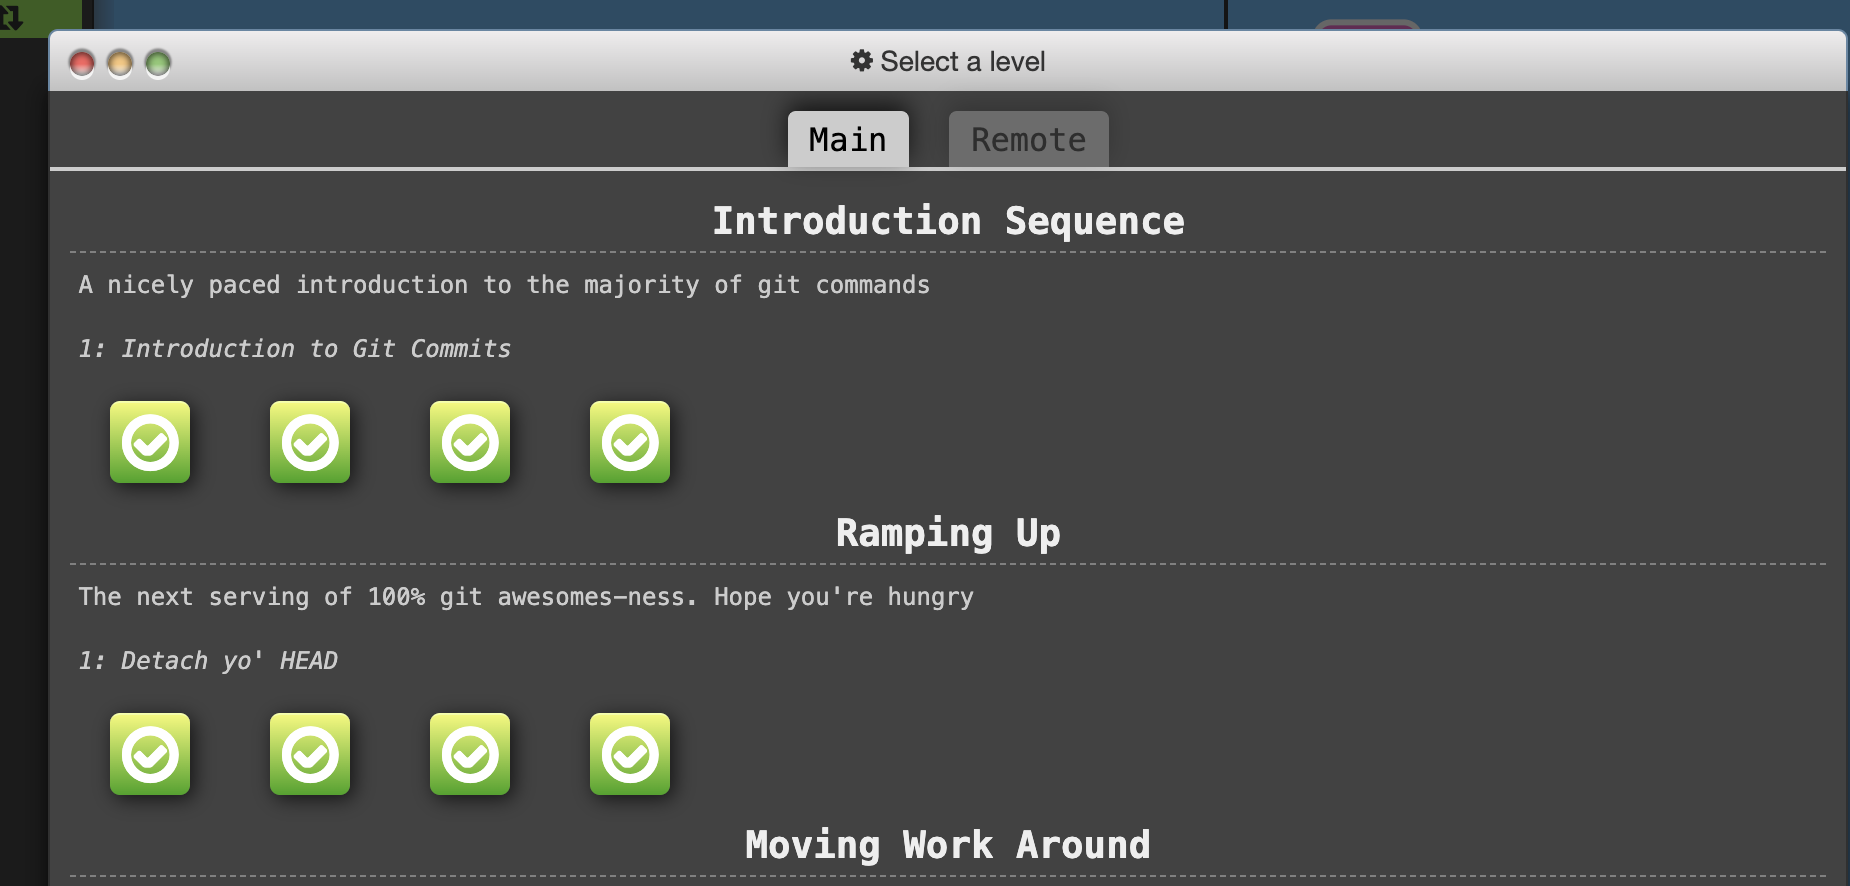 Select a level
Main
Remote
Introduction Sequence
A nicely paced introduction to the majority of git commands
1: Introduction to Git Commits
Ramping Up
The next serving of 100% git awesomes-ness. Hope you're hungry
1: Detach yo' HEAD
Moving Work Around